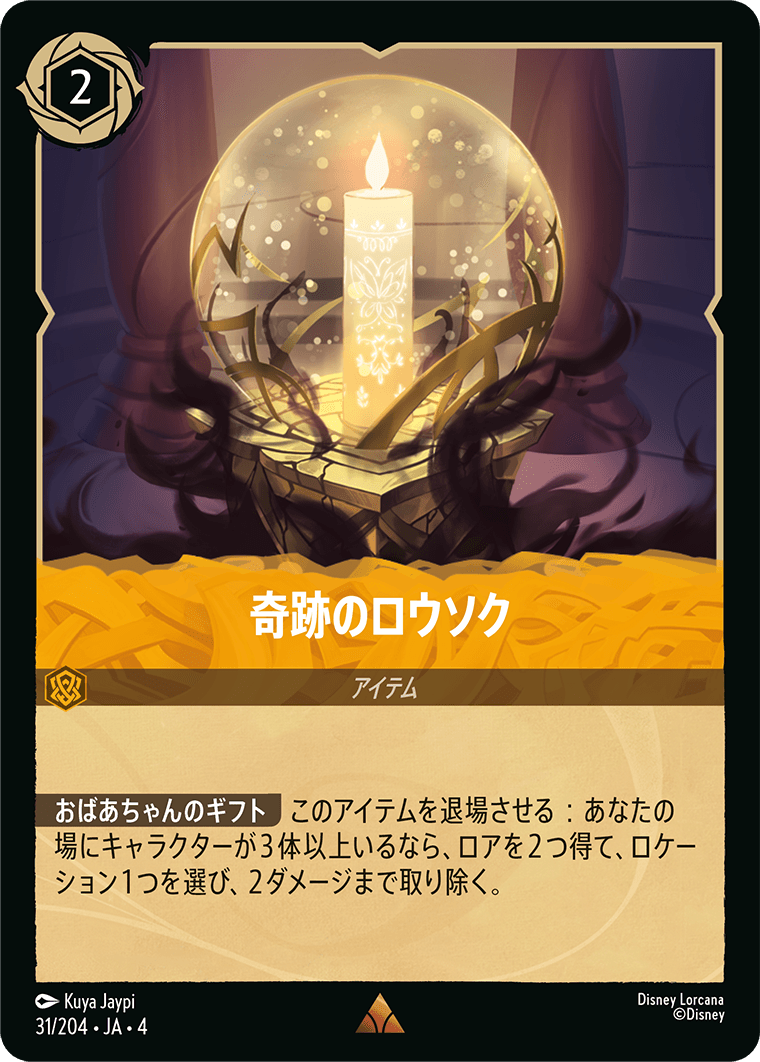 2
奇跡のロウソク
アイテム
おばあちゃんのギフト このアイテムを退場させる：あなたの
場にキャラクターが3体以上いるなら、ロアを2つ得て、ロケー
ション1つを選び、2ダメージまで取り除く。
Kuya Jaypi
31/204 • JA • 4
Disney Lorcana
©Disney